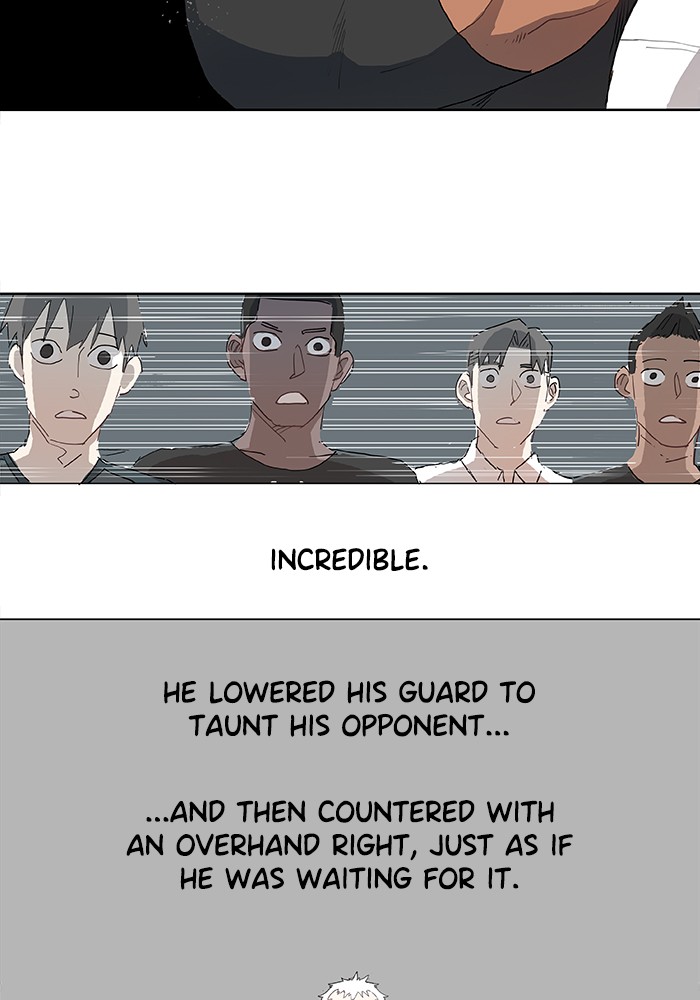 INCREDIBLE.
HE LOWERED HIS GUARD TO
TAUNT HIS OPPONENT...
...AND THEN COUNTERED WITH
AN OVERHAND RIGHT, JUST AS IF
HE WAS WAITING FOR IT.